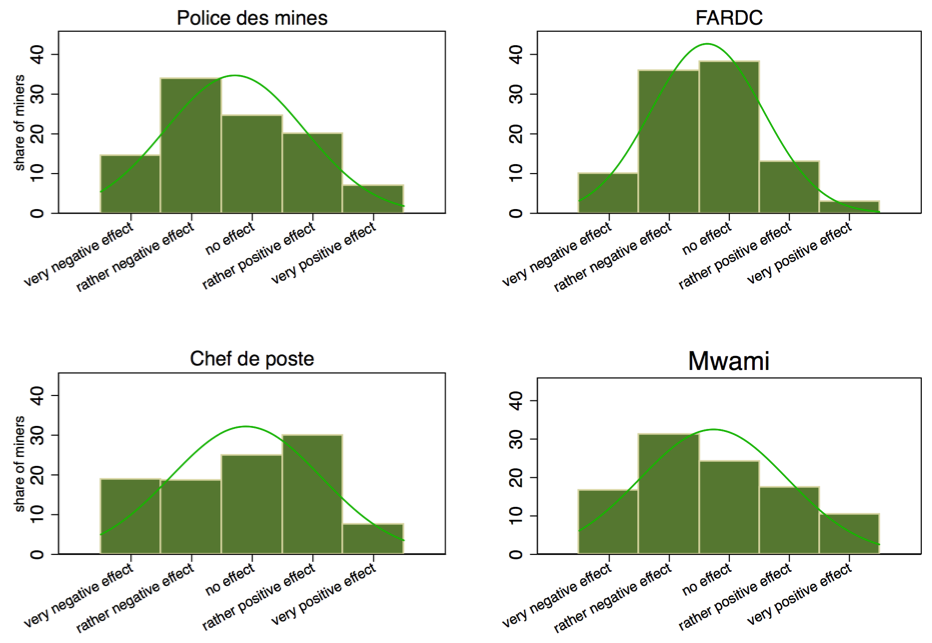 Police des mines
share of miners
40
30
20
10
0
very negative effect
rather negative effect
no effect
rather positive effect
very positive effect
FARDC
40
30
20
10
0
very negative effect
rather negative effect
no effect
rather positive effect
very positive effect
Chef de poste
share of miners
40
30
20
10
0
very negative effect
rather negative effect
no effect
rather positive effect
very positive effect
Mwami
40
30
20
10
0
very negative effect
rather negative effect
no effect
rather positive effect
very positive effect